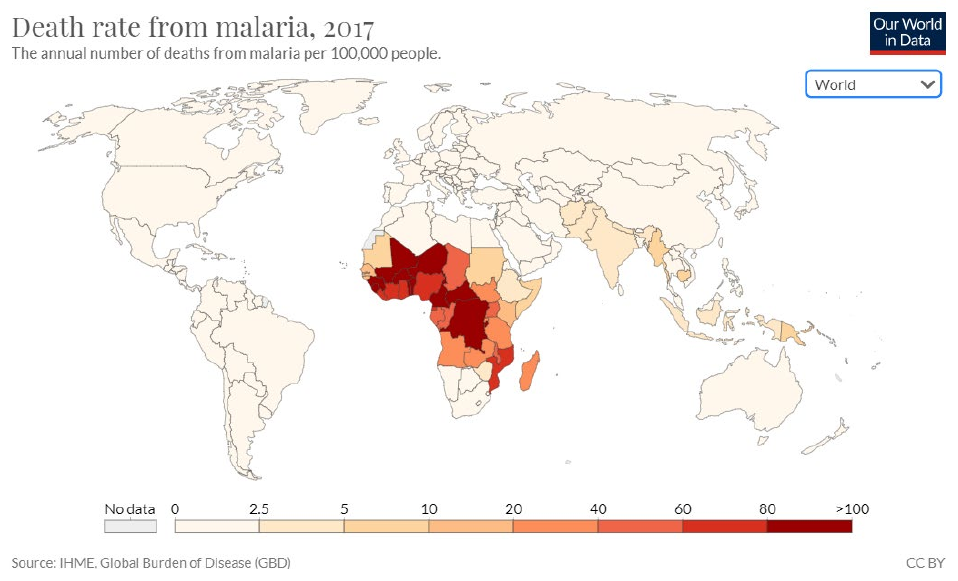 Death rate from malaria, 2017
The annual number of deaths from malaria per 100,000 people.
Our World
in Data
World
No data
0
2.5
5
10
20
40
60
80
>100
Source: IHME, Global Burden of Disease (GBD)
CC BY